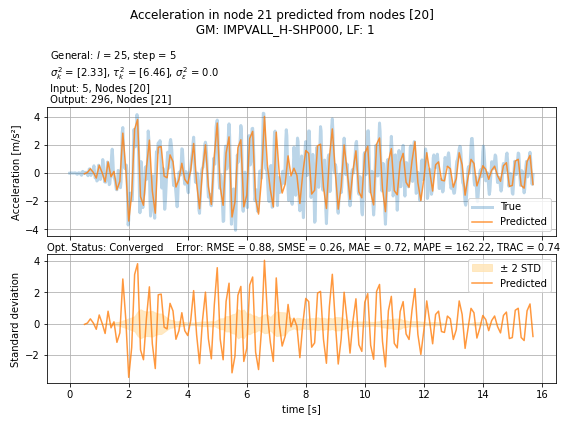 Acceleration in node 21 predicted from nodes [20]
GM: IMPVALL_H-SHP000, LF: 1
General: l = 25, step = 5
σ²ₖ = [2.33], τ²ₖ = [6.46], σ²ε = 0.0
Input: 5, Nodes [20]
Output: 296, Nodes [21]
Acceleration [m/s²]
4
2
0
−2
−4
True
Predicted
Opt. Status: Converged Error: RMSE = 0.88, SMSE = 0.26, MAE = 0.72, MAPE = 162.22, TRAC = 0.74
Standard deviation
4
2
0
−2
± 2 STD
Predicted
0 2 4 6 8 10 12 14 16
time [s]